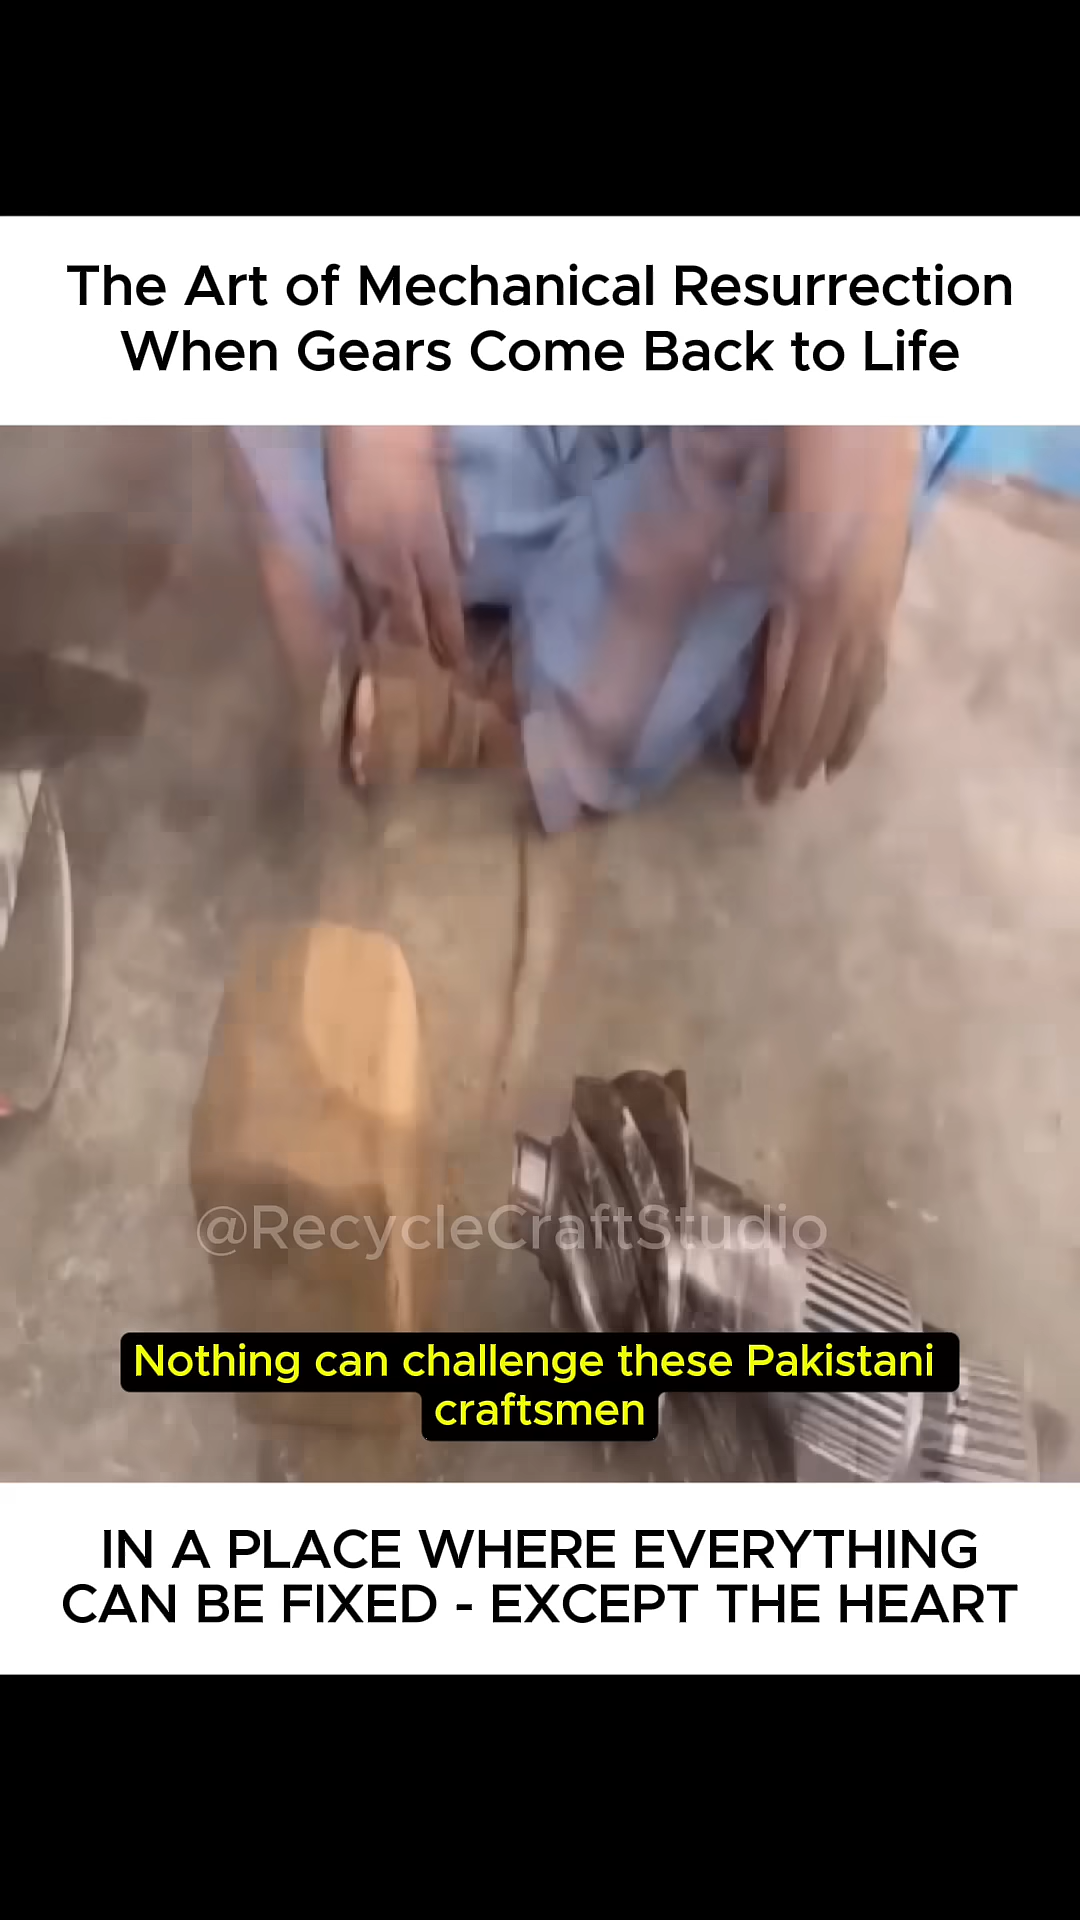 The Art of Mechanical Resurrection
When Gears Come Back to Life
@RecycleCraftStudio
Nothing can challenge these Pakistani
craftsmen
IN A PLACE WHERE EVERYTHING
CAN BE FIXED - EXCEPT THE HEART